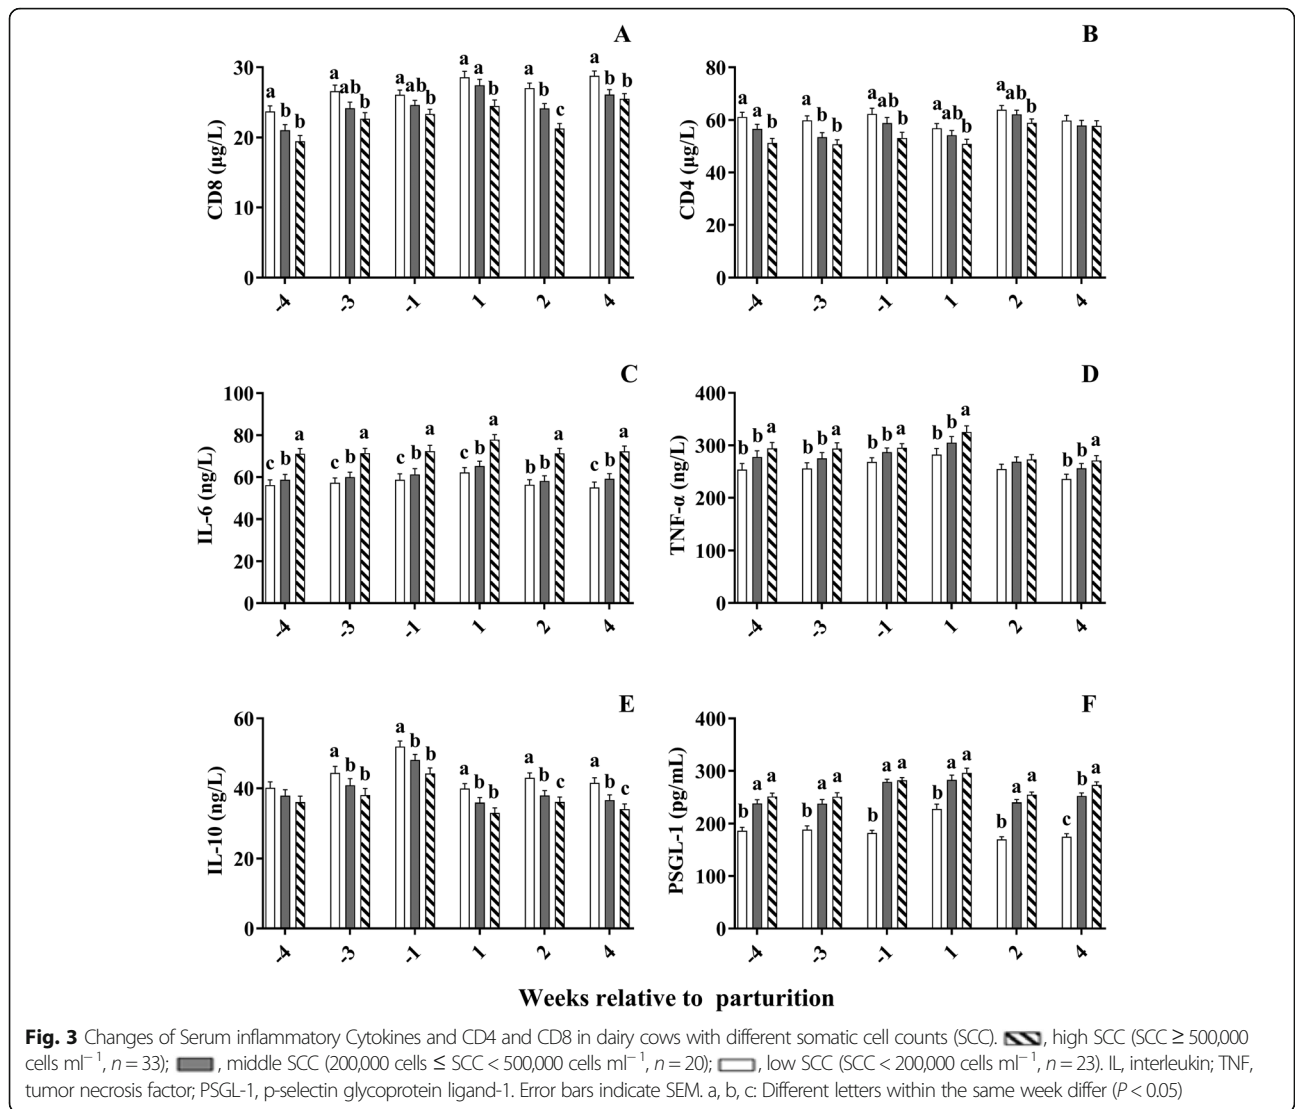 A
B
a a a a a a
ab ab a b b
b b b b b
b c
30
20
10
0
CD8 (µg/L)
-4 -3 -1 1 2 4
a a b a b b a ab b a ab b a ab b
80
60
40
20
0
CD4 (µg/L)
-4 -3 -1 1 2 4
C
D
c b a c b a c b a c b a b b a c b a
100
80
60
40
20
0
IL-6 (ng/L)
-4 -3 -1 1 2 4
b b a b b a b b a b b a b b a
400
300
200
100
0
TNF-α (ng/L)
-4 -3 -1 1 2 4
E
F
a b b a b b a b b a b c a b c
60
40
20
0
IL-10 (ng/L)
-4 -3 -1 1 2 4
b a a b a a b a a b a a b a a c b a
400
300
200
100
0
PSGL-1 (pg/mL)
-4 -3 -1 1 2 4
Weeks relative to parturition
Fig. 3 Changes of Serum inflammatory Cytokines and CD4 and CD8 in dairy cows with different somatic cell counts (SCC). , high SCC (SCC ≥ 500,000
cells ml−1, n = 33); , middle SCC (200,000 cells ≤ SCC < 500,000 cells ml−1, n = 20); , low SCC (SCC < 200,000 cells ml−1, n = 23). IL, interleukin; TNF,
tumor necrosis factor; PSGL-1, p-selectin glycoprotein ligand-1. Error bars indicate SEM. a, b, c: Different letters within the same week differ (P < 0.05)